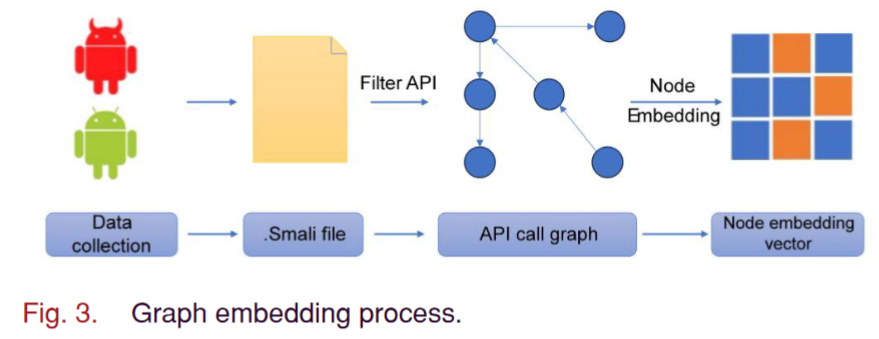 Filter API
Node
Embedding
Data
collection
.Smali file
API call graph
Node embedding
vector
Fig. 3. Graph embedding process.